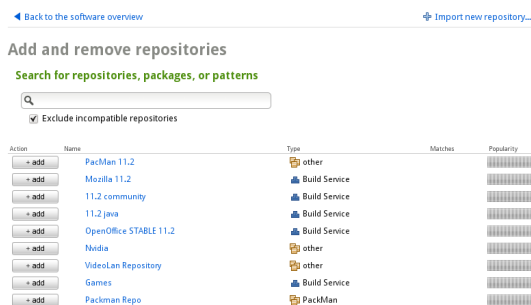 Back to the software overview
Import new repository...
Add and remove repositories
Search for repositories, packages, or patterns
Exclude incompatible repositories
Action Name Type Matches Popularity
+ add PacMan 11.2 other
+ add Mozilla 11.2 Build Service
+ add 11.2 community Build Service
+ add 11.2 java Build Service
+ add OpenOffice STABLE 11.2 Build Service
+ add Nvidia other
+ add VideoLan Repository other
+ add Games Build Service
+ add Packman Repo PackMan